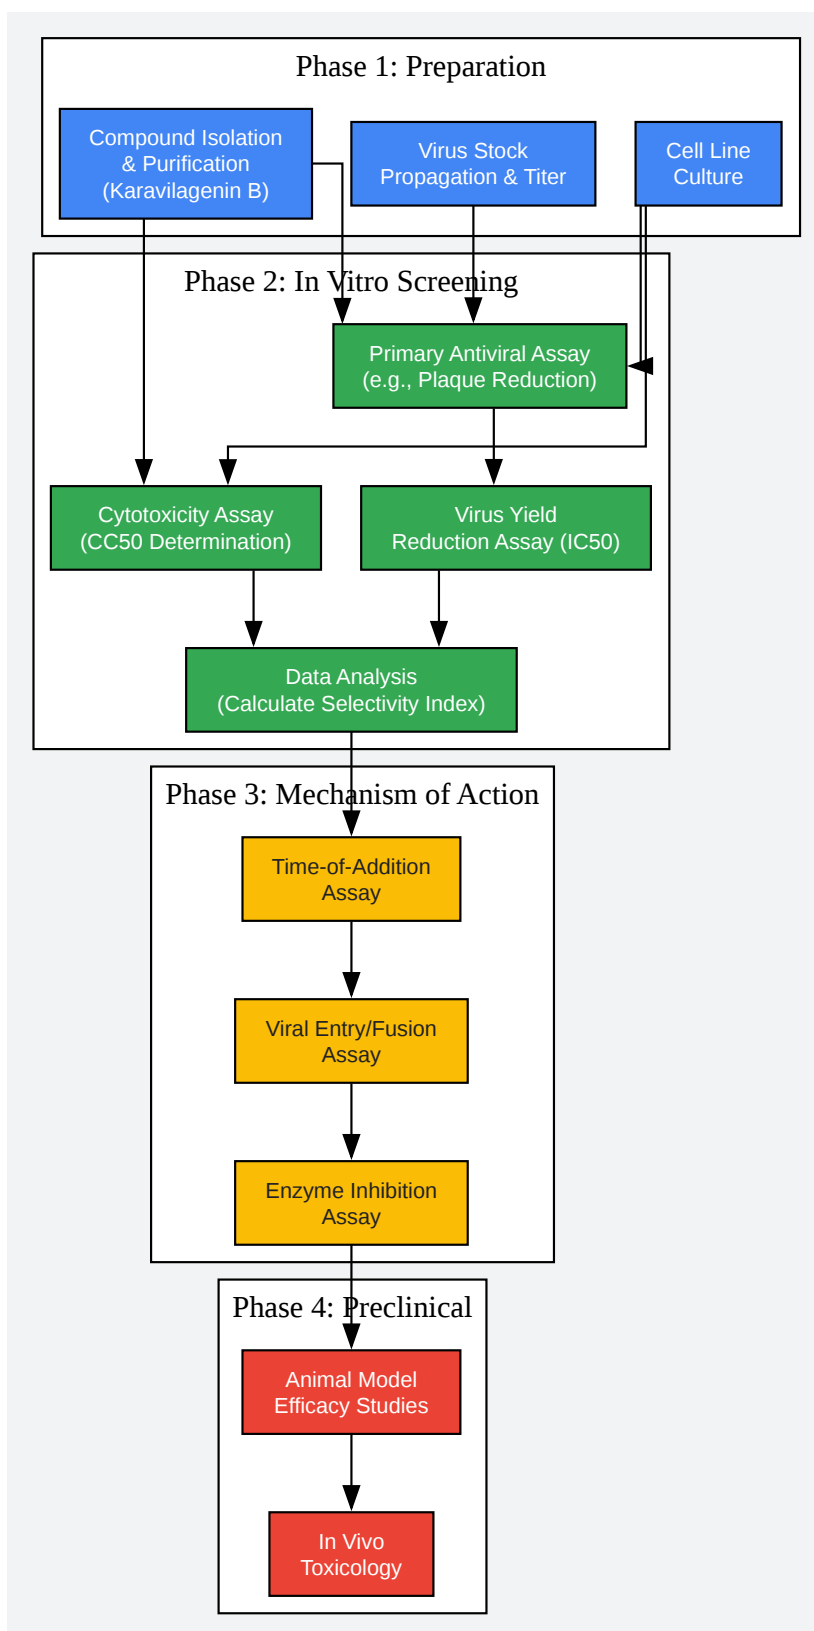 Phase 1: Preparation
Compound Isolation
& Purification
(Karavilagenin B)
Virus Stock
Propagation & Titer
Cell Line
Culture
Phase 2: In Vitro Screening
Primary Antiviral Assay
(e.g., Plaque Reduction)
Cytotoxicity Assay
(CC50 Determination)
Virus Yield
Reduction Assay (IC50)
Data Analysis
(Calculate Selectivity Index)
Phase 3: Mechanism of Action
Time-of-Addition
Assay
Viral Entry/Fusion
Assay
Enzyme Inhibition
Assay
Phase 4: Preclinical
Animal Model
Efficacy Studies
In Vivo
Toxicology